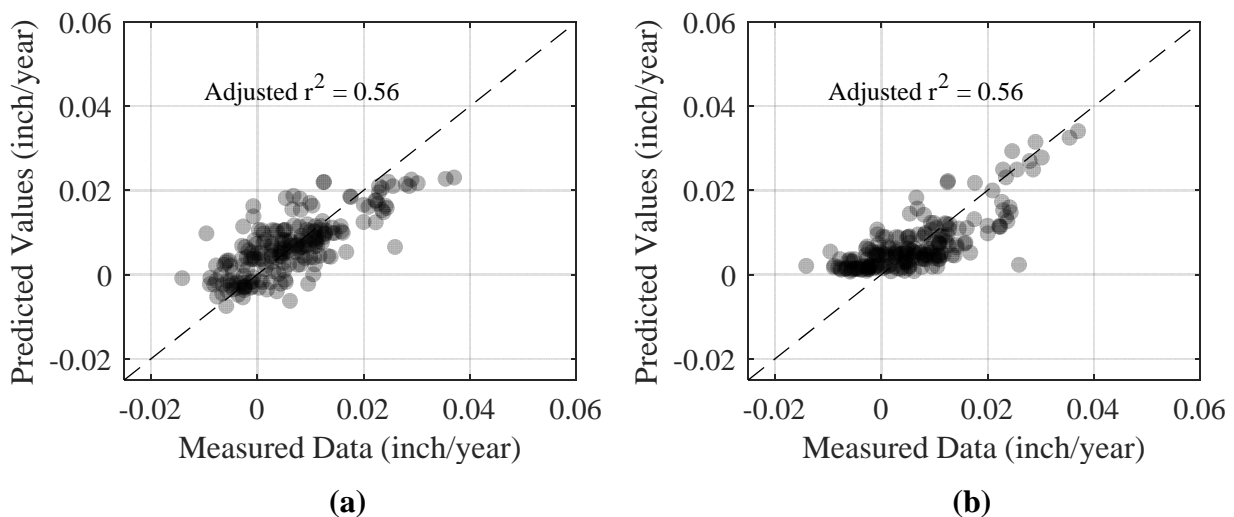 Predicted Values (inch/year)
0.06
0.04
0.02
0
-0.02
Adjusted r² = 0.56
-0.02 0 0.02 0.04 0.06
Measured Data (inch/year)
(a)
Predicted Values (inch/year)
0.06
0.04
0.02
0
-0.02
Adjusted r² = 0.56
-0.02 0 0.02 0.04 0.06
Measured Data (inch/year)
(b)